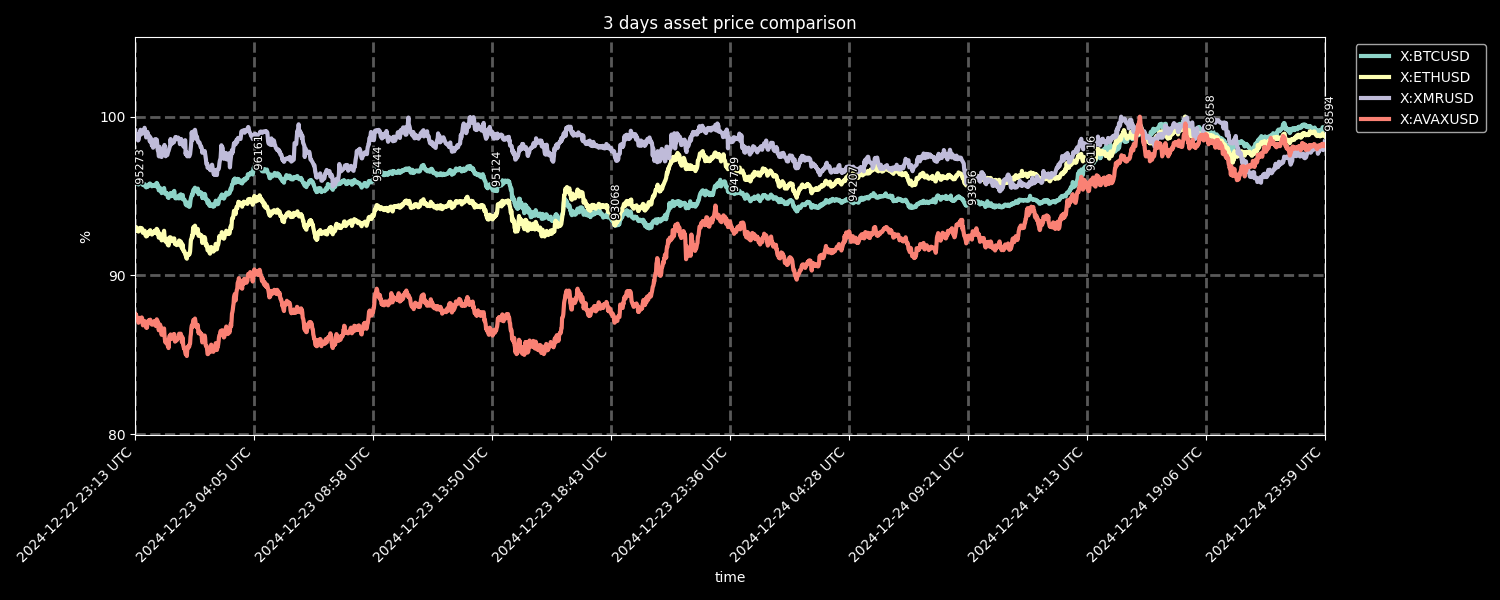 3 days asset price comparison
X:BTCUSD
X:ETHUSD
X:XMRUSD
X:AVAXUSD
100
90
80
%
95273
96161
95444
95124
93068
94799
94207
93956
96116
98658
98594
2024-12-22 23:13 UTC
2024-12-23 04:05 UTC
2024-12-23 08:58 UTC
2024-12-23 13:50 UTC
2024-12-23 18:43 UTC
2024-12-23 23:36 UTC
2024-12-24 04:28 UTC
2024-12-24 09:21 UTC
2024-12-24 14:13 UTC
2024-12-24 19:06 UTC
2024-12-24 23:59 UTC
time